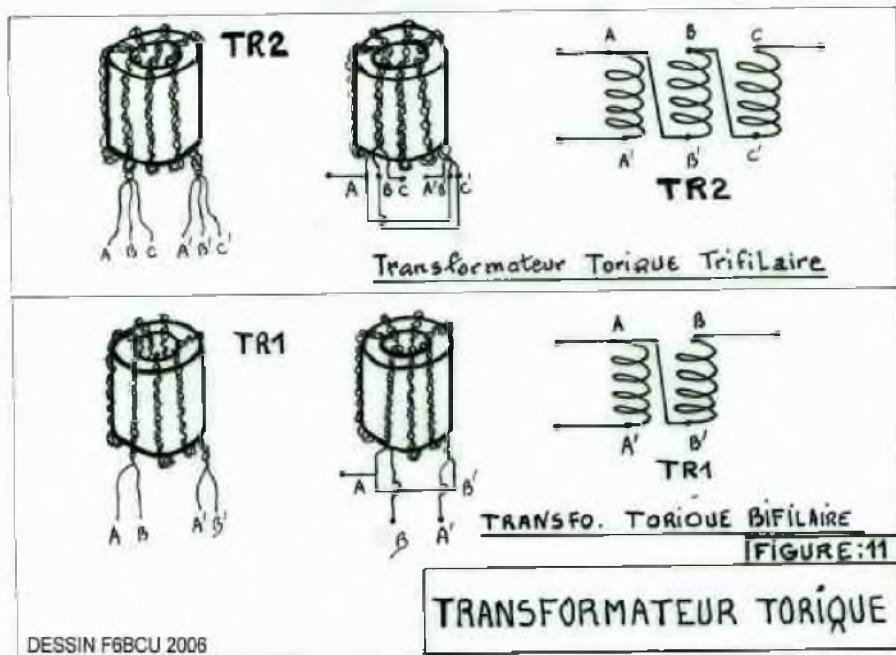 TR2
A B C A' B' C'
A B C A' B' C'
A B C
A' B' C'
TR2
Transformateur Torique Trifilaire
TR1
A B A' B'
A B'
B A'
A B
A' B'
TR1
TRANSFO. TORIQUE BIFILAIRE
FIGURE:11
TRANSFORMATEUR TORIQUE
DESSIN F6BCU 2006